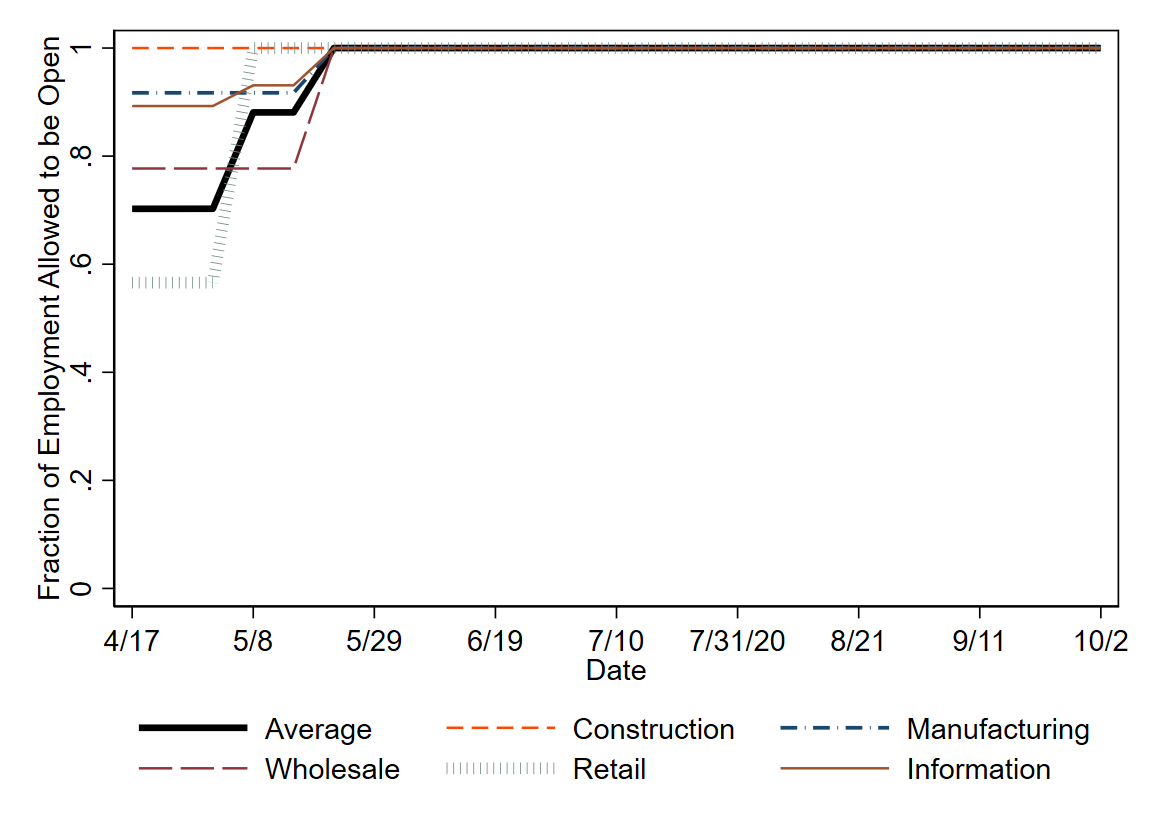 Fraction of Employment Allowed to be Open
1
.8
.6
.4
.2
0
4/17 5/8 5/29 6/19 7/10 7/31/20 8/21 9/11 10/2
Date
Average Construction Manufacturing
Wholesale Retail Information